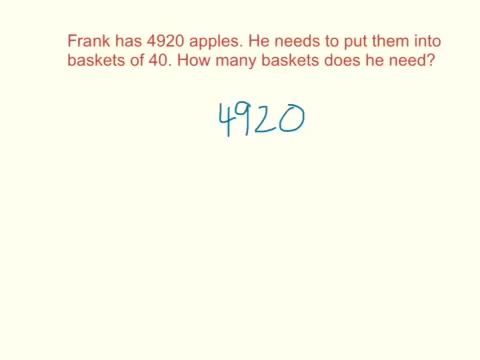 Frank has 4920 apples. He needs to put them into
baskets of 40. How many baskets does he need?
4920